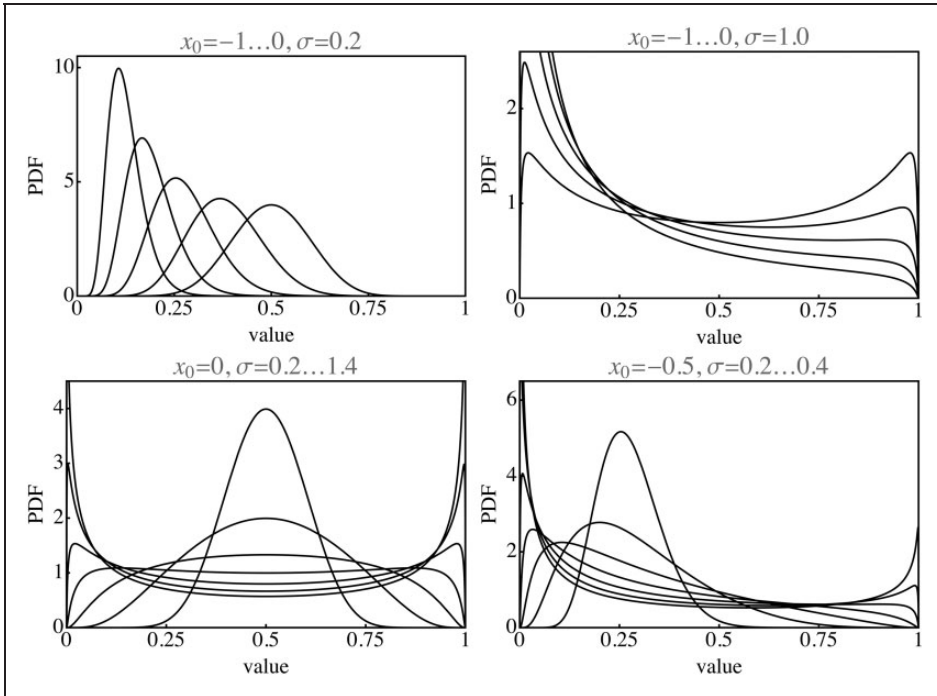 x₀=−1…0, σ=0.2
10
5
0
PDF
0 0.25 0.5 0.75 1
value
x₀=−1…0, σ=1.0
2
1
0
PDF
0 0.25 0.5 0.75 1
value
x₀=0, σ=0.2…1.4
4
3
2
1
0
PDF
0 0.25 0.5 0.75 1
value
x₀=−0.5, σ=0.2…0.4
6
4
2
0
PDF
0 0.25 0.5 0.75 1
value